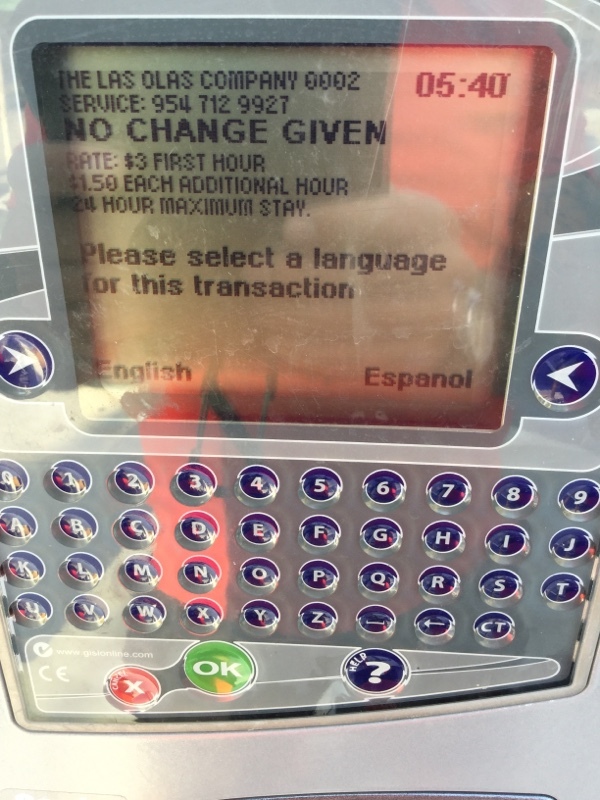 THE LAS OLAS COMPANY 0002
05:40
SERVICE: 954 712 9927
NO CHANGE GIVEN
RATE: $3 FIRST HOUR
$1.50 EACH ADDITIONAL HOUR
24 HOUR MAXIMUM STAY.
Please select a language
for this transaction
English Espanol
0 1 2 3 4 5 6 7 8 9
A B C D E F G H I J
K L M N O P Q R S T
U V W X Y Z ⎵ ← CT
www.gisionline.com
CE
X OK HELP ?